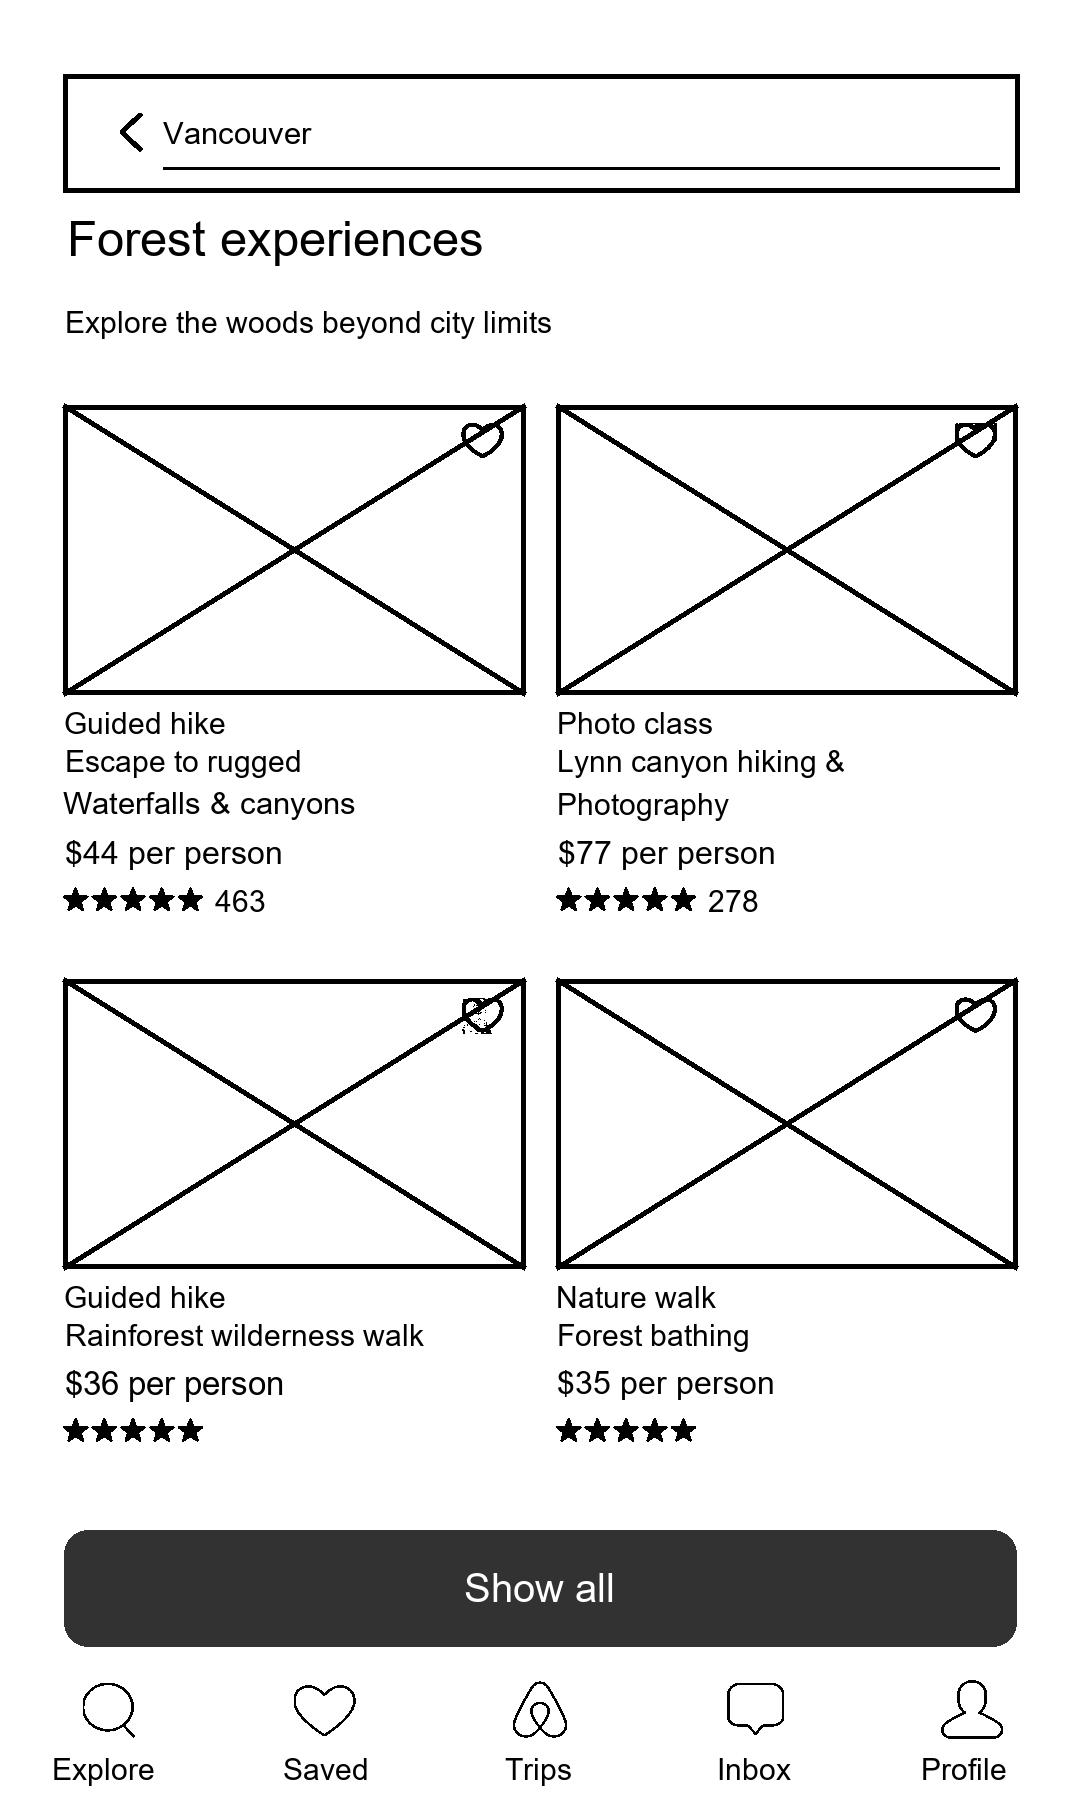 Vancouver
Forest experiences
Explore the woods beyond city limits
Guided hike
Escape to rugged
Waterfalls & canyons
$44 per person
463
Photo class
Lynn canyon hiking &
Photography
$77 per person
278
Guided hike
Rainforest wilderness walk
$36 per person
Nature walk
Forest bathing
$35 per person
Show all
Explore
Saved
Trips
Inbox
Profile